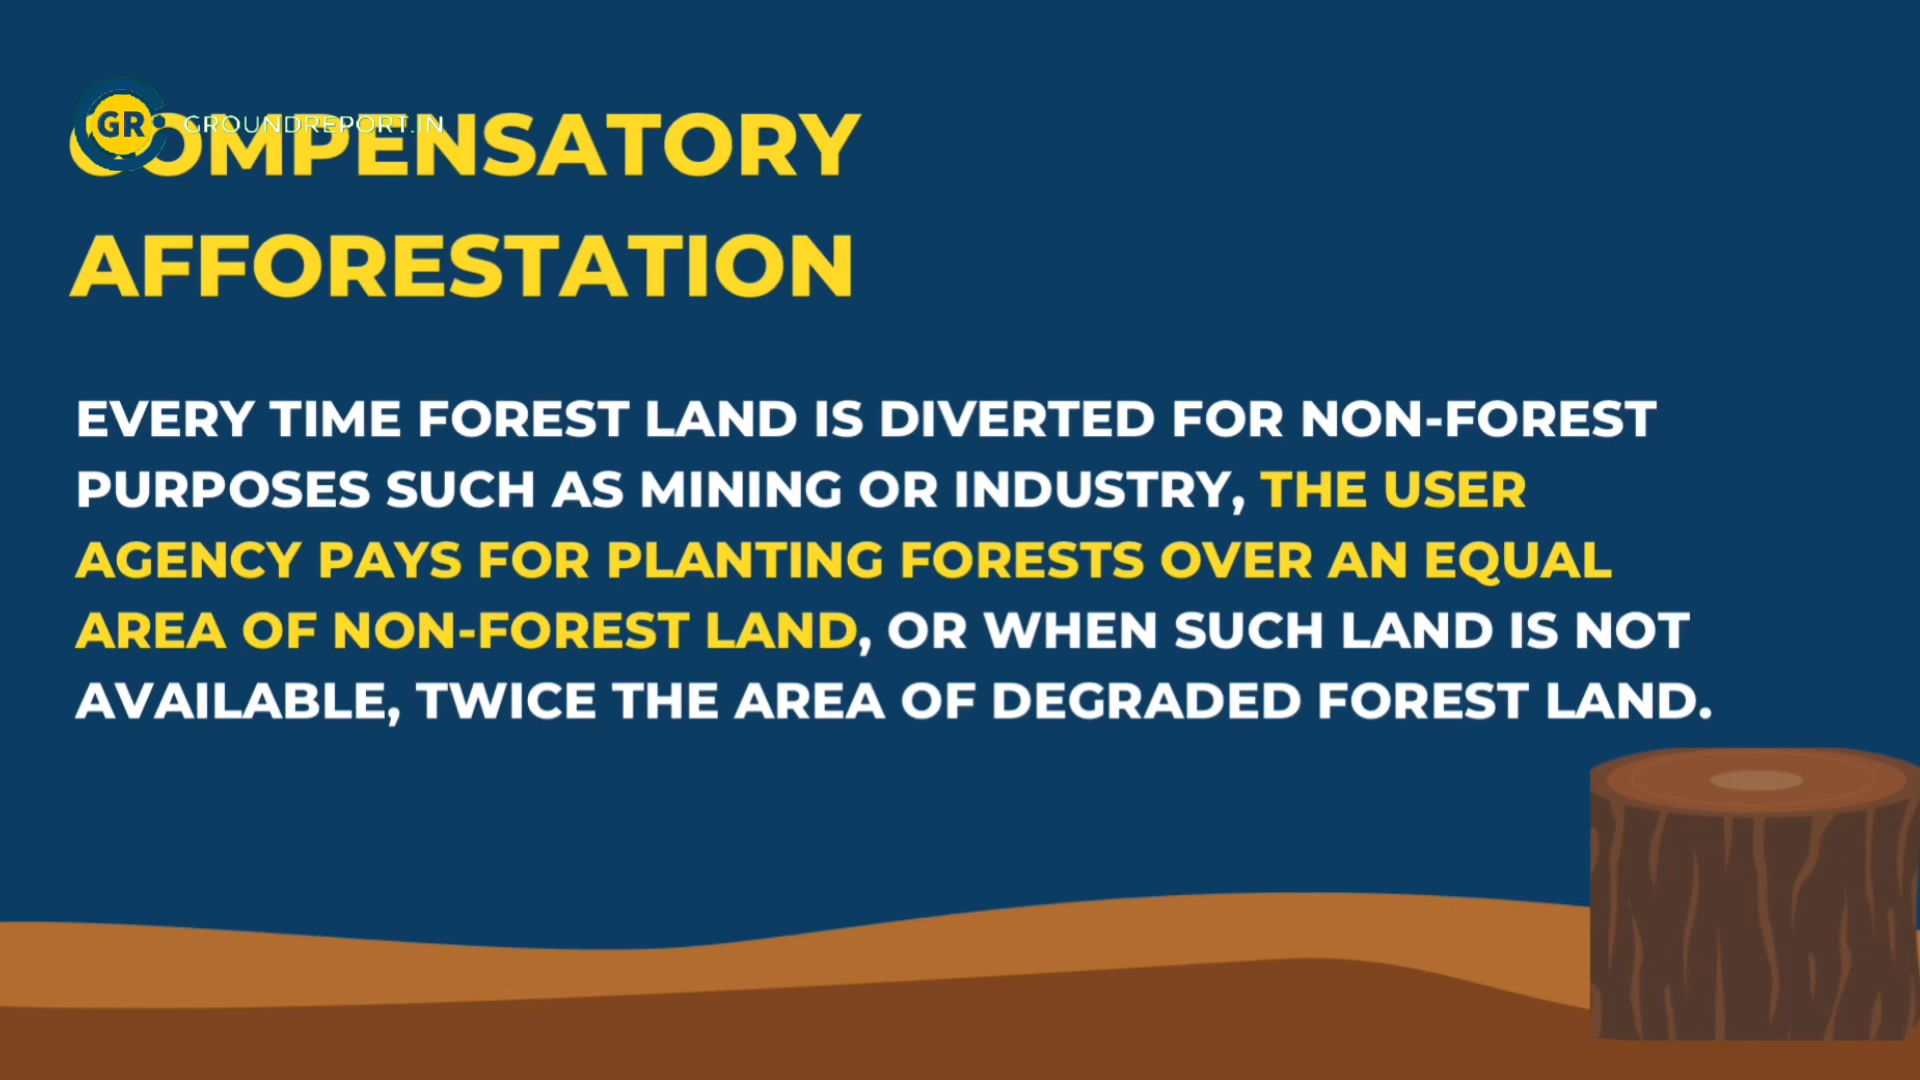 GR GROUNDREPORT.IN
COMPENSATORY
AFFORESTATION
EVERY TIME FOREST LAND IS DIVERTED FOR NON-FOREST
PURPOSES SUCH AS MINING OR INDUSTRY, THE USER
AGENCY PAYS FOR PLANTING FORESTS OVER AN EQUAL
AREA OF NON-FOREST LAND, OR WHEN SUCH LAND IS NOT
AVAILABLE, TWICE THE AREA OF DEGRADED FOREST LAND.